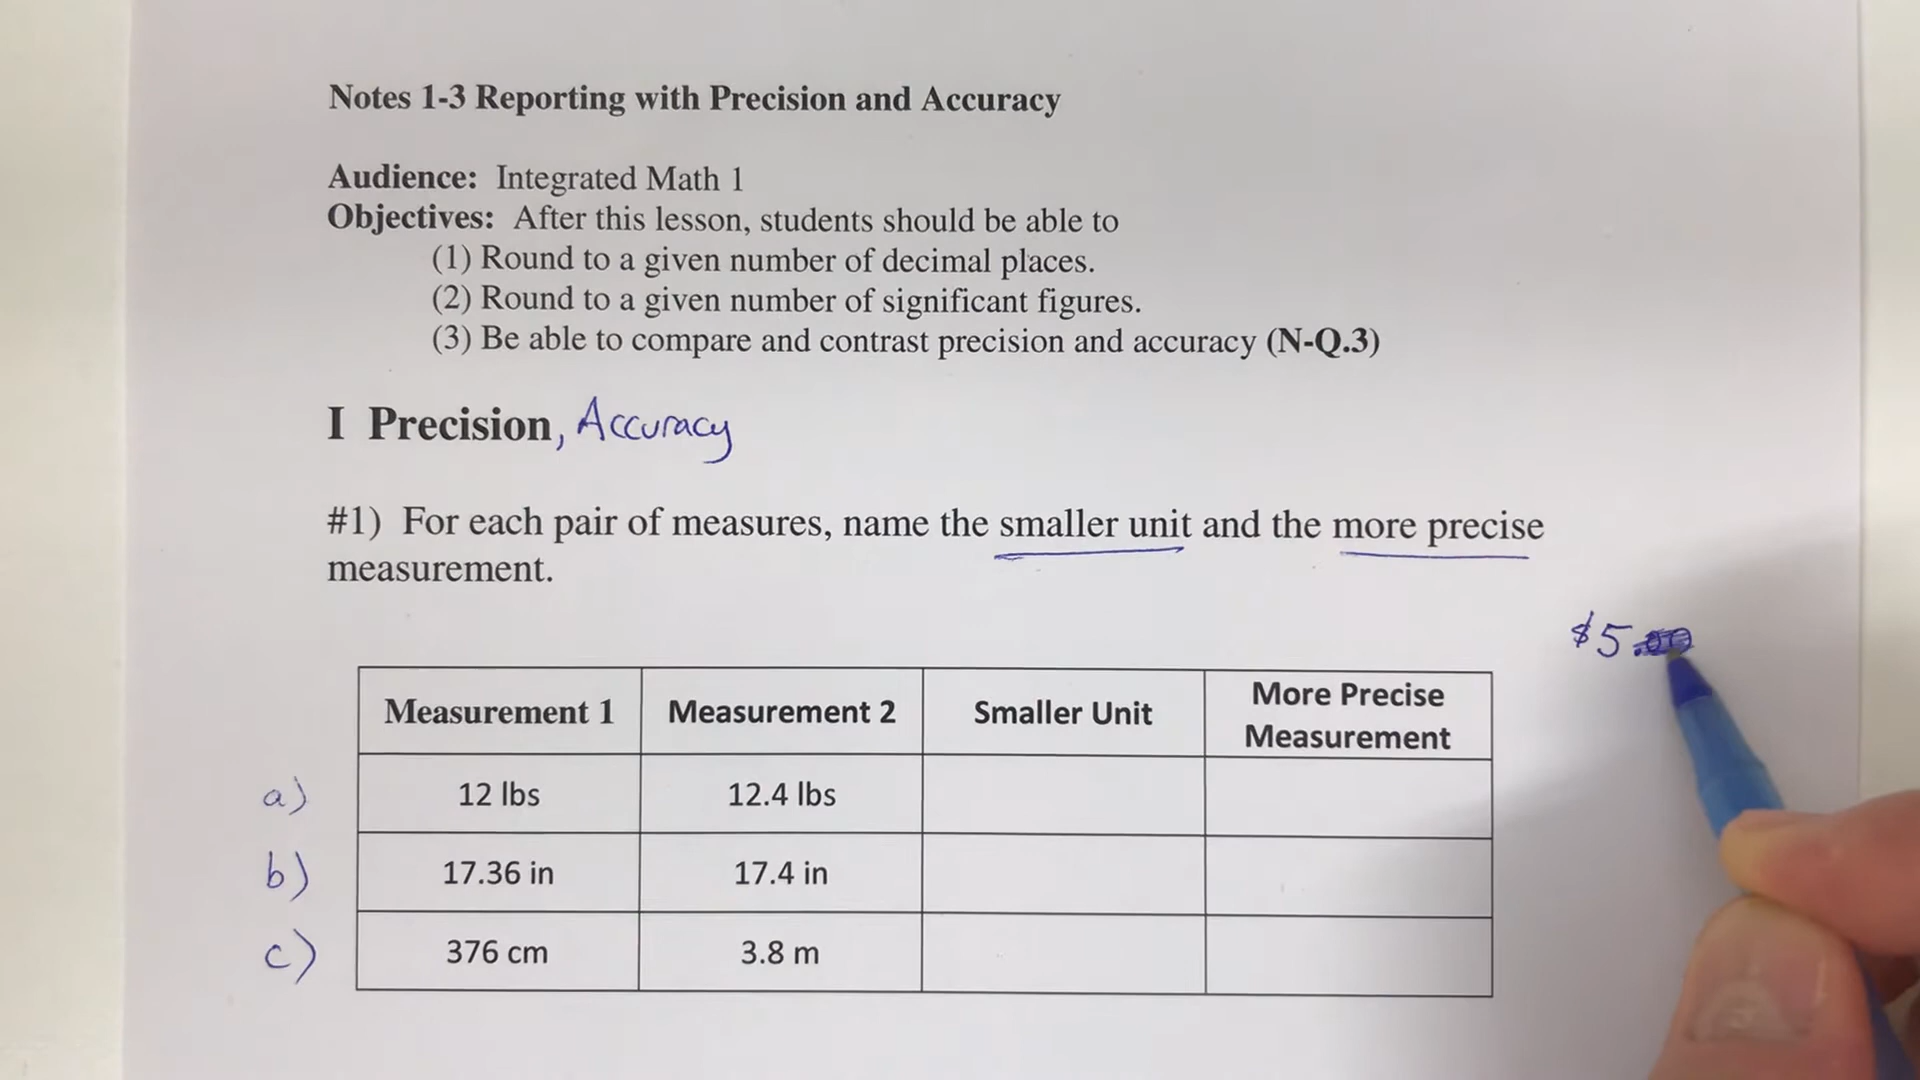 Notes 1-3 Reporting with Precision and Accuracy
Audience: Integrated Math 1
Objectives: After this lesson, students should be able to
(1) Round to a given number of decimal places.
(2) Round to a given number of significant figures.
(3) Be able to compare and contrast precision and accuracy (N-Q.3)
I Precision, Accuracy
#1) For each pair of measures, name the smaller unit and the more precise
measurement.
$5
Measurement 1 Measurement 2 Smaller Unit More Precise Measurement
a) 12 lbs 12.4 lbs
b) 17.36 in 17.4 in
c) 376 cm 3.8 m